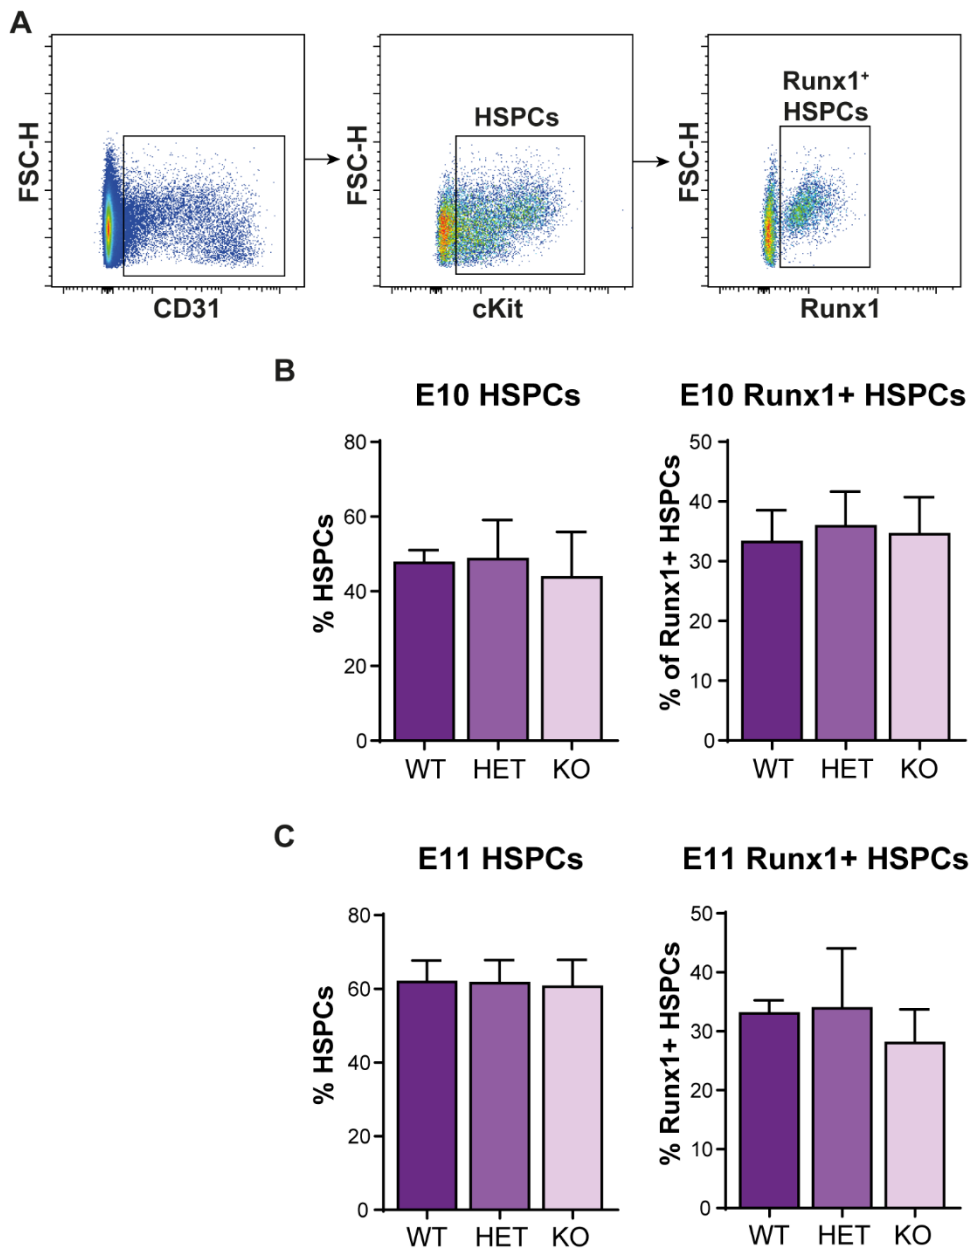 A
FSC-H
CD31
FSC-H
HSPCs
cKit
FSC-H
Runx1+
HSPCs
Runx1
B
E10 HSPCs
% HSPCs
80
60
40
20
0
WT HET KO
E10 Runx1+ HSPCs
% of Runx1+ HSPCs
50
40
30
20
10
0
WT HET KO
C
E11 HSPCs
% HSPCs
80
60
40
20
0
WT HET KO
E11 Runx1+ HSPCs
% Runx1+ HSPCs
50
40
30
20
10
0
WT HET KO